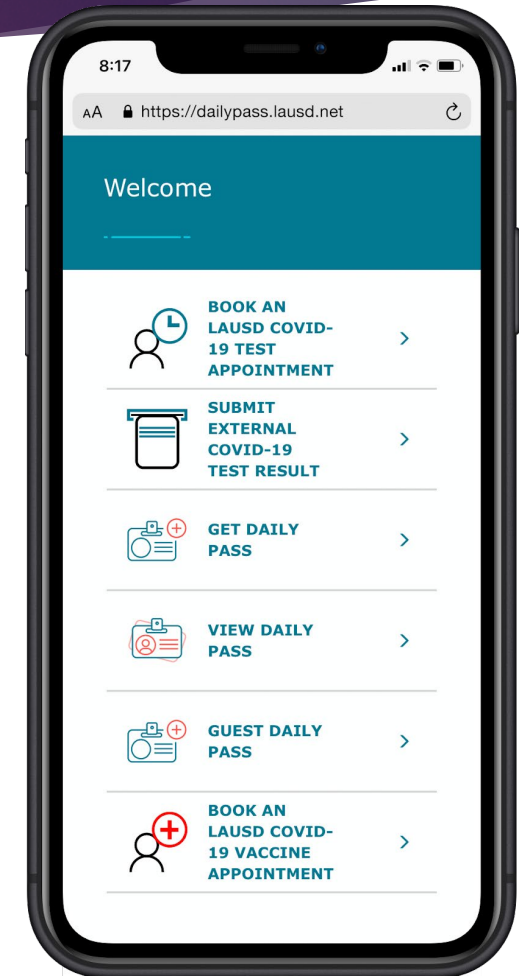 8:17
AA https://dailypass.lausd.net
Welcome
BOOK AN
LAUSD COVID-
19 TEST
APPOINTMENT
SUBMIT
EXTERNAL
COVID-19
TEST RESULT
GET DAILY
PASS
VIEW DAILY
PASS
GUEST DAILY
PASS
BOOK AN
LAUSD COVID-
19 VACCINE
APPOINTMENT